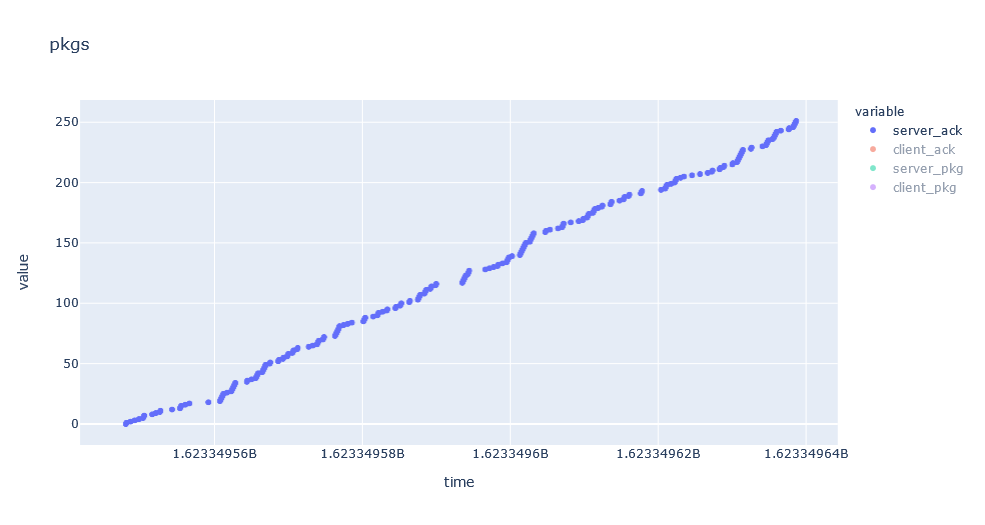 pkgs
variable
server_ack
client_ack
server_pkg
client_pkg
value
250
200
150
100
50
0
1.62334956B
1.62334958B
1.6233496B
1.62334962B
1.62334964B
time